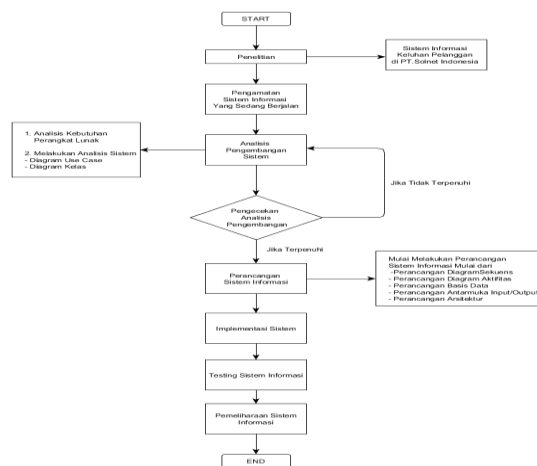 START
Penelitian
Sistem Informasi
Keluhan Pelanggan
di PT.Solnet Indonesia
Pengamatan
Sistem Informasi
Yang Sedang Berjalan
1. Analisis Kebutuhan
Perangkat Lunak
2. Melakukan Analisis Sistem
- Diagram Use Case
- Diagram Kelas
Analisis
Pengembangan
Sistem
Jika Tidak Terpenuhi
Pengecekan
Analisis
Pengembangan
Jika Terpenuhi
Perancangan
Sistem Informasi
Mulai Melakukan Perancangan
Sistem Informasi Mulai dari
-Perancangan DiagramSekuens
- Perancangan Diagram Aktifitas
- Perancangan Basis Data
- Perancangan Antarmuka Input/Output
- Perancangan Arsitektur
Implementasi Sistem
Testing Sistem Informasi
Pemeliharaan Sistem
Informasi
END